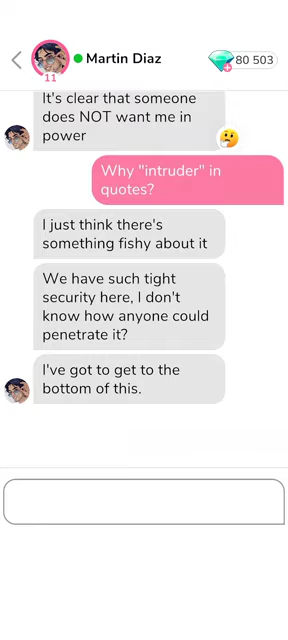 Martin Diaz
80 503
11
It's clear that someone
does NOT want me in
power
Why "intruder" in
quotes?
I just think there's
something fishy about it
We have such tight
security here, I don't
know how anyone could
penetrate it?
I've got to get to the
bottom of this.